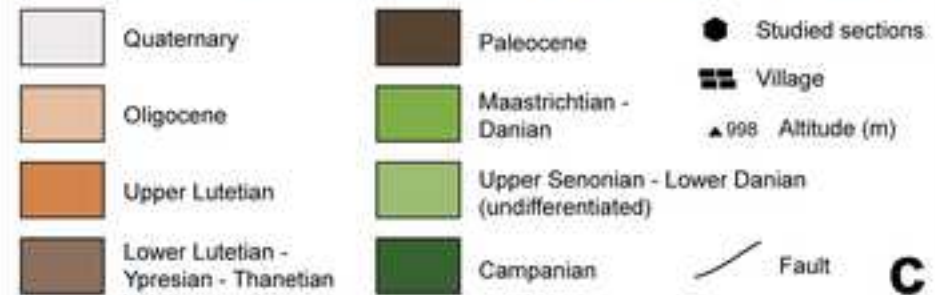 Quaternary
Oligocene
Upper Lutetian
Lower Lutetian -
Ypresian - Thanetian
Paleocene
Maastrichtian -
Danian
Upper Senonian - Lower Danian
(undifferentiated)
Campanian
Studied sections
Village
998 Altitude (m)
Fault
C